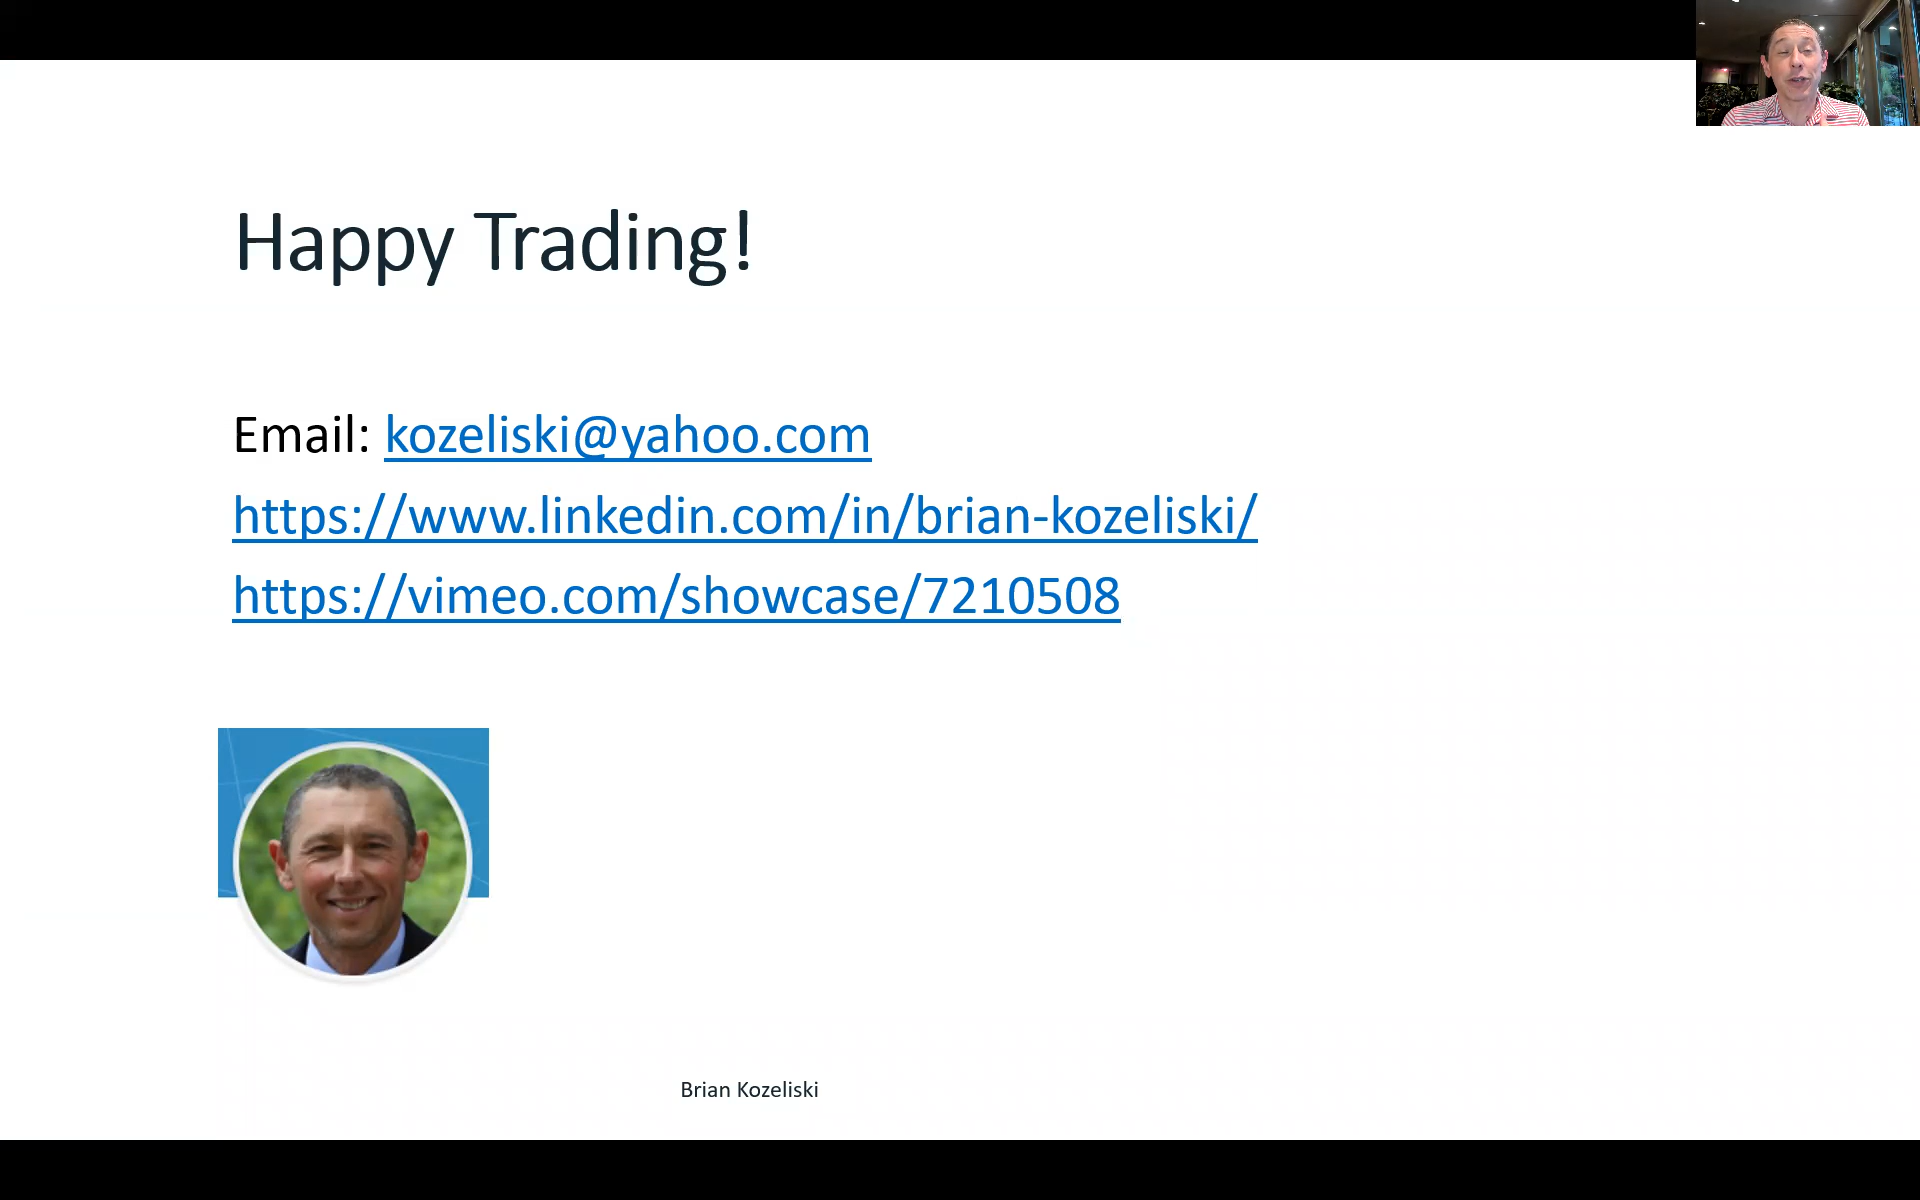 Happy Trading!
Email: kozeliski@yahoo.com
https://www.linkedin.com/in/brian-kozeliski/
https://vimeo.com/showcase/7210508
Brian Kozeliski